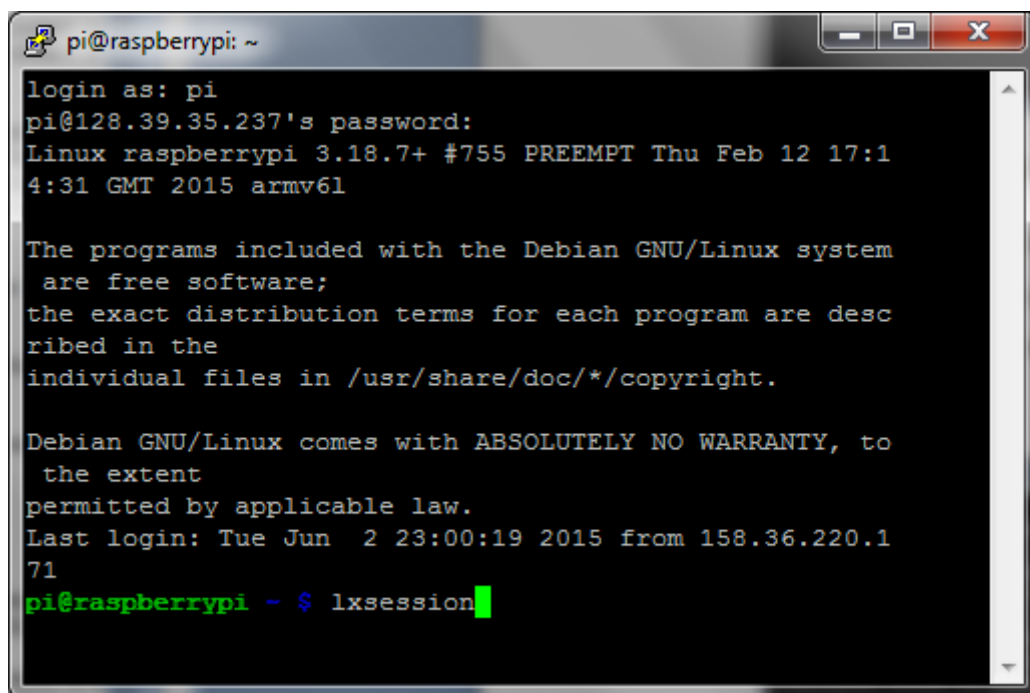 pi@raspberrypi: ~
login as: pi
pi@128.39.35.237's password:
Linux raspberrypi 3.18.7+ #755 PREEMPT Thu Feb 12 17:1
4:31 GMT 2015 armv6l
The programs included with the Debian GNU/Linux system
 are free software;
the exact distribution terms for each program are desc
ribed in the
individual files in /usr/share/doc/*/copyright.
Debian GNU/Linux comes with ABSOLUTELY NO WARRANTY, to
 the extent
permitted by applicable law.
Last login: Tue Jun  2 23:00:19 2015 from 158.36.220.1
71
pi@raspberrypi ~ $ lxsession